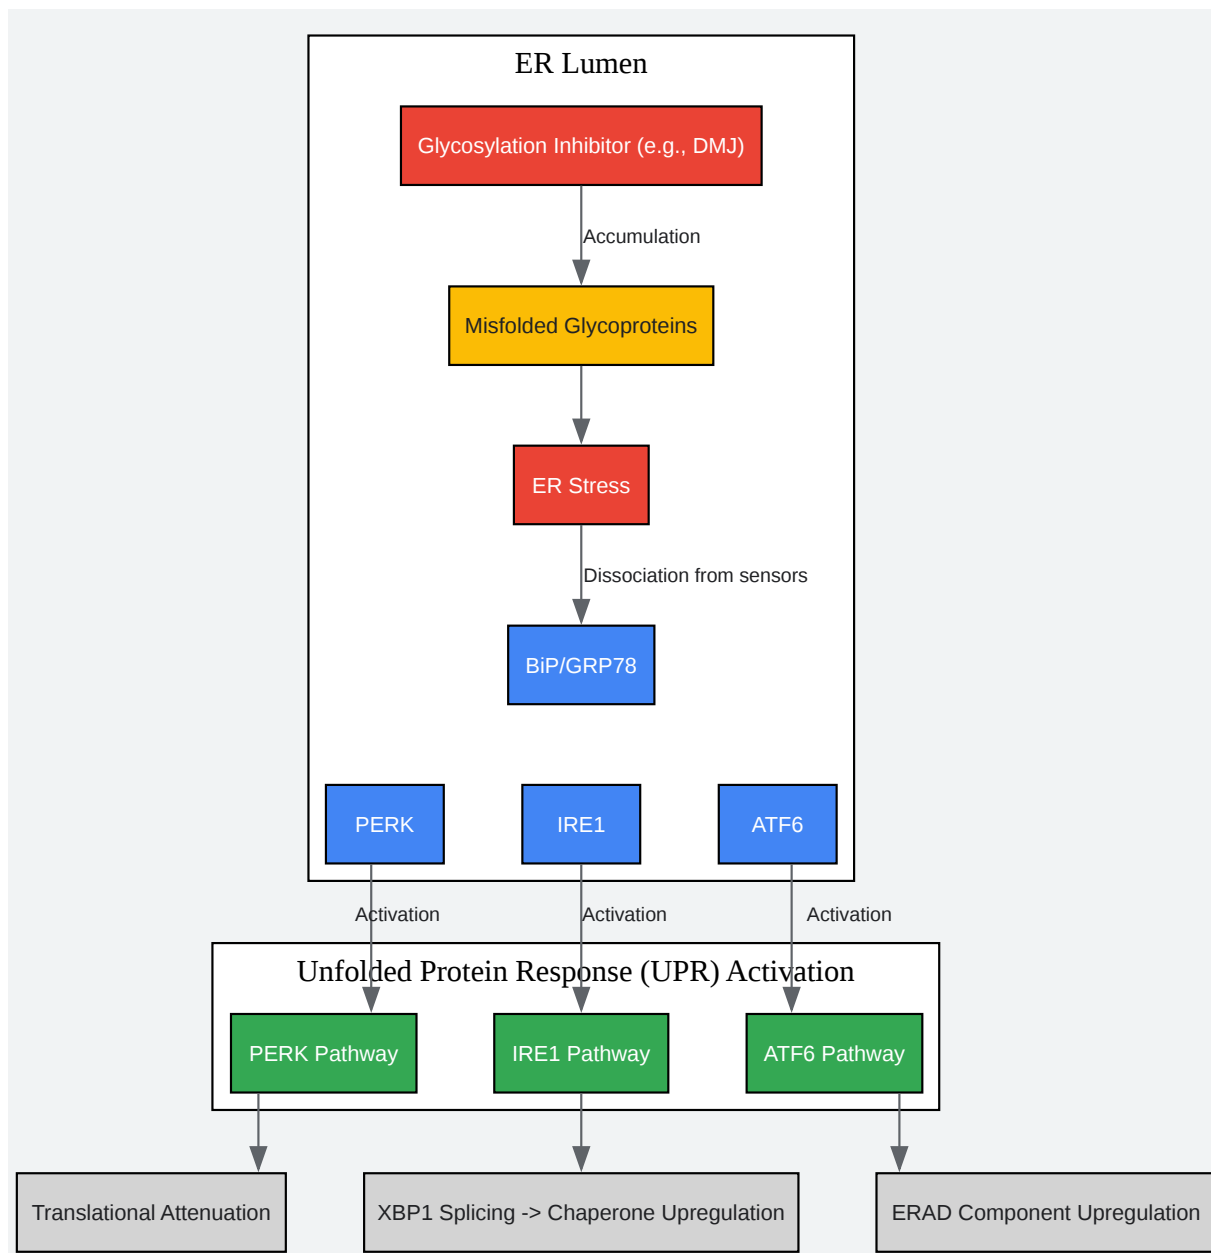 ER Lumen
Glycosylation Inhibitor (e.g., DMJ)
Accumulation
Misfolded Glycoproteins
ER Stress
Dissociation from sensors
BiP/GRP78
PERK
IRE1
ATF6
Activation
Activation
Activation
Unfolded Protein Response (UPR) Activation
PERK Pathway
IRE1 Pathway
ATF6 Pathway
Translational Attenuation
XBP1 Splicing -> Chaperone Upregulation
ERAD Component Upregulation